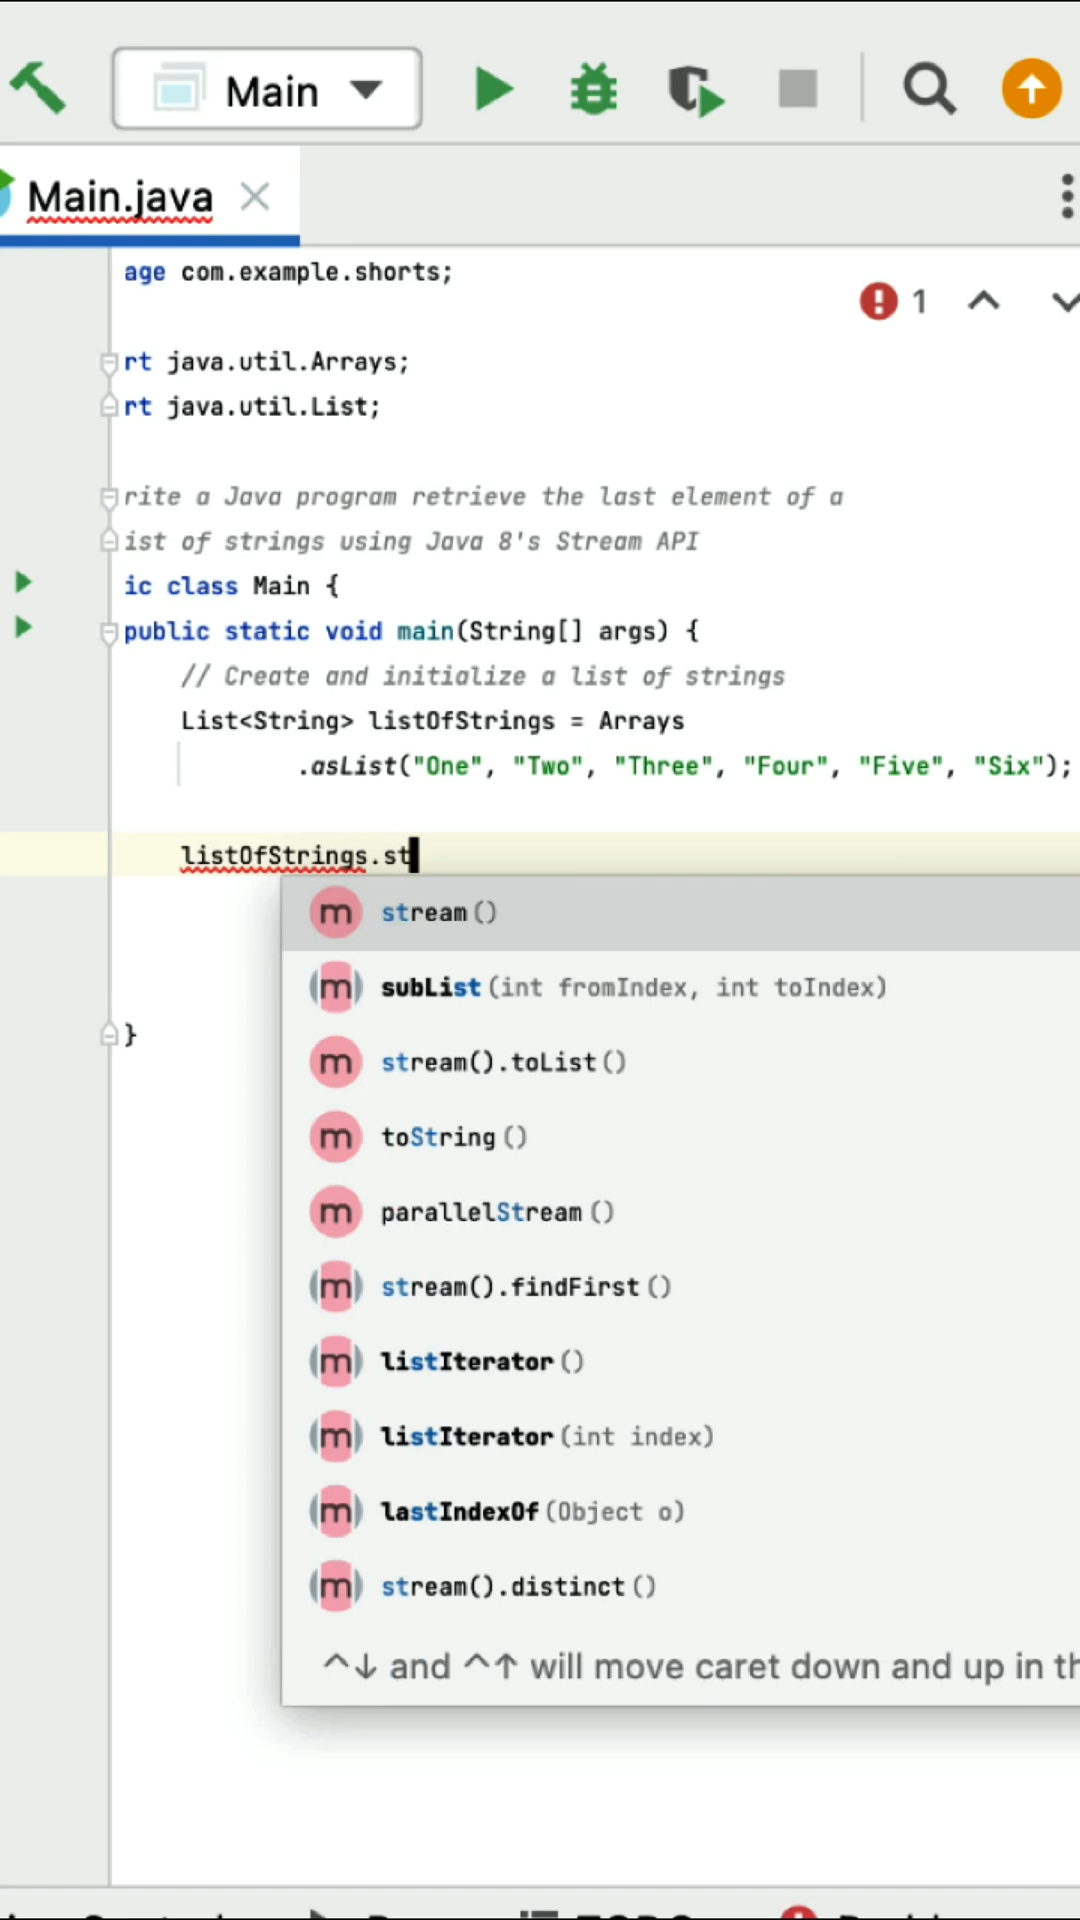 Main
Main.java
age com.example.shorts;
1
rt java.util.Arrays;
rt java.util.List;
rite a Java program retrieve the last element of a
ist of strings using Java 8's Stream API
ic class Main {
public static void main(String[] args) {
// Create and initialize a list of strings
List<String> listOfStrings = Arrays
.asList("One", "Two", "Three", "Four", "Five", "Six");
listOfStrings.st
m stream()
m subList(int fromIndex, int toIndex)
m stream().toList()
m toString()
m parallelStream()
m stream().findFirst()
m listIterator()
m listIterator(int index)
m lastIndexOf(Object o)
m stream().distinct()
}
^↓ and ^↑ will move caret down and up in th